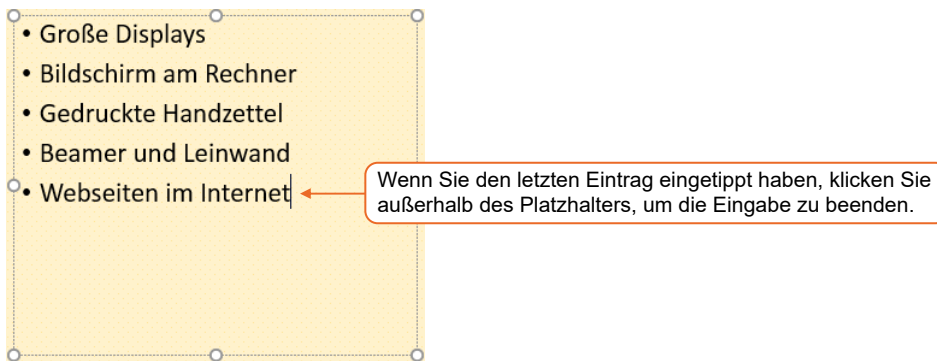 • Große Displays
• Bildschirm am Rechner
• Gedruckte Handzettel
• Beamer und Leinwand
• Webseiten im Internet
Wenn Sie den letzten Eintrag eingetippt haben, klicken Sie
außerhalb des Platzhalters, um die Eingabe zu beenden.